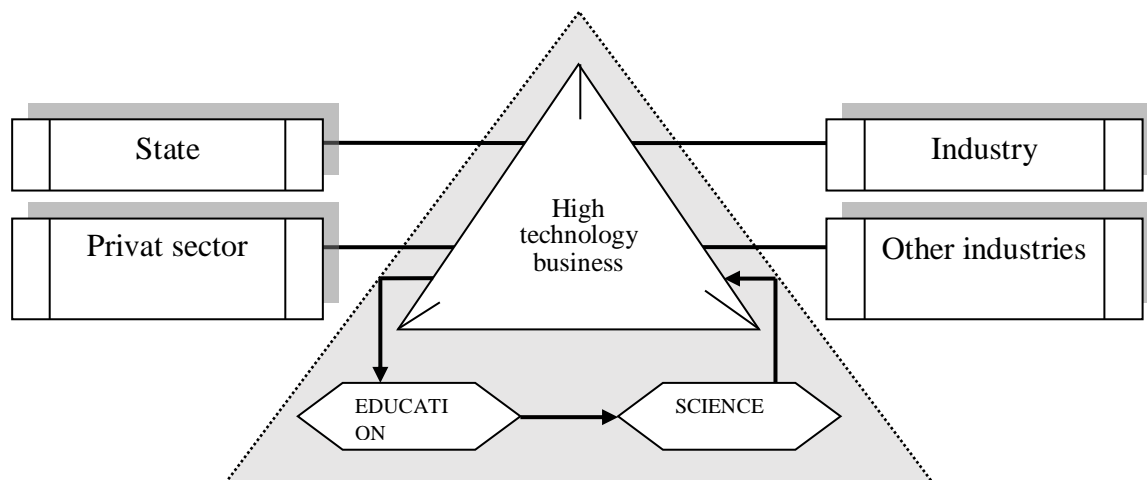 State
Industry
Privat sector
Other industries
High
technology
business
EDUCATI
ON
SCIENCE